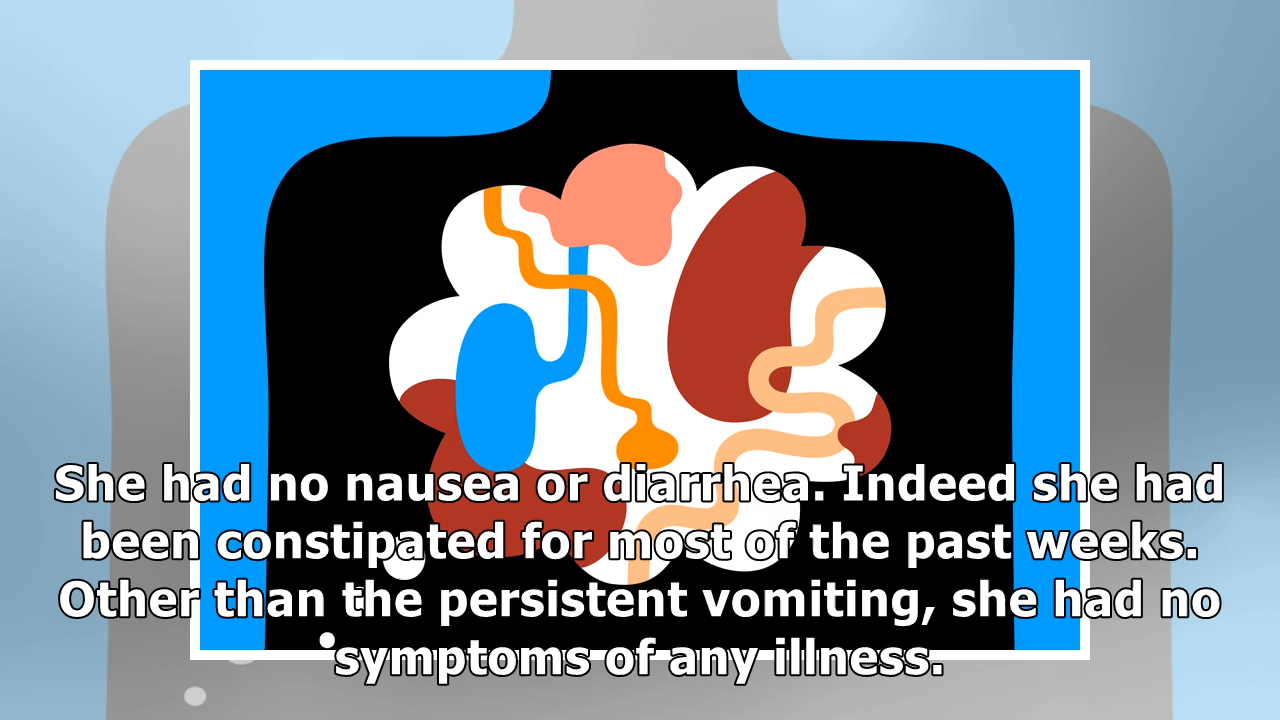 She had no nausea or diarrhea. Indeed she had
been constipated for most of the past weeks.
Other than the persistent vomiting, she had no
symptoms of any illness.